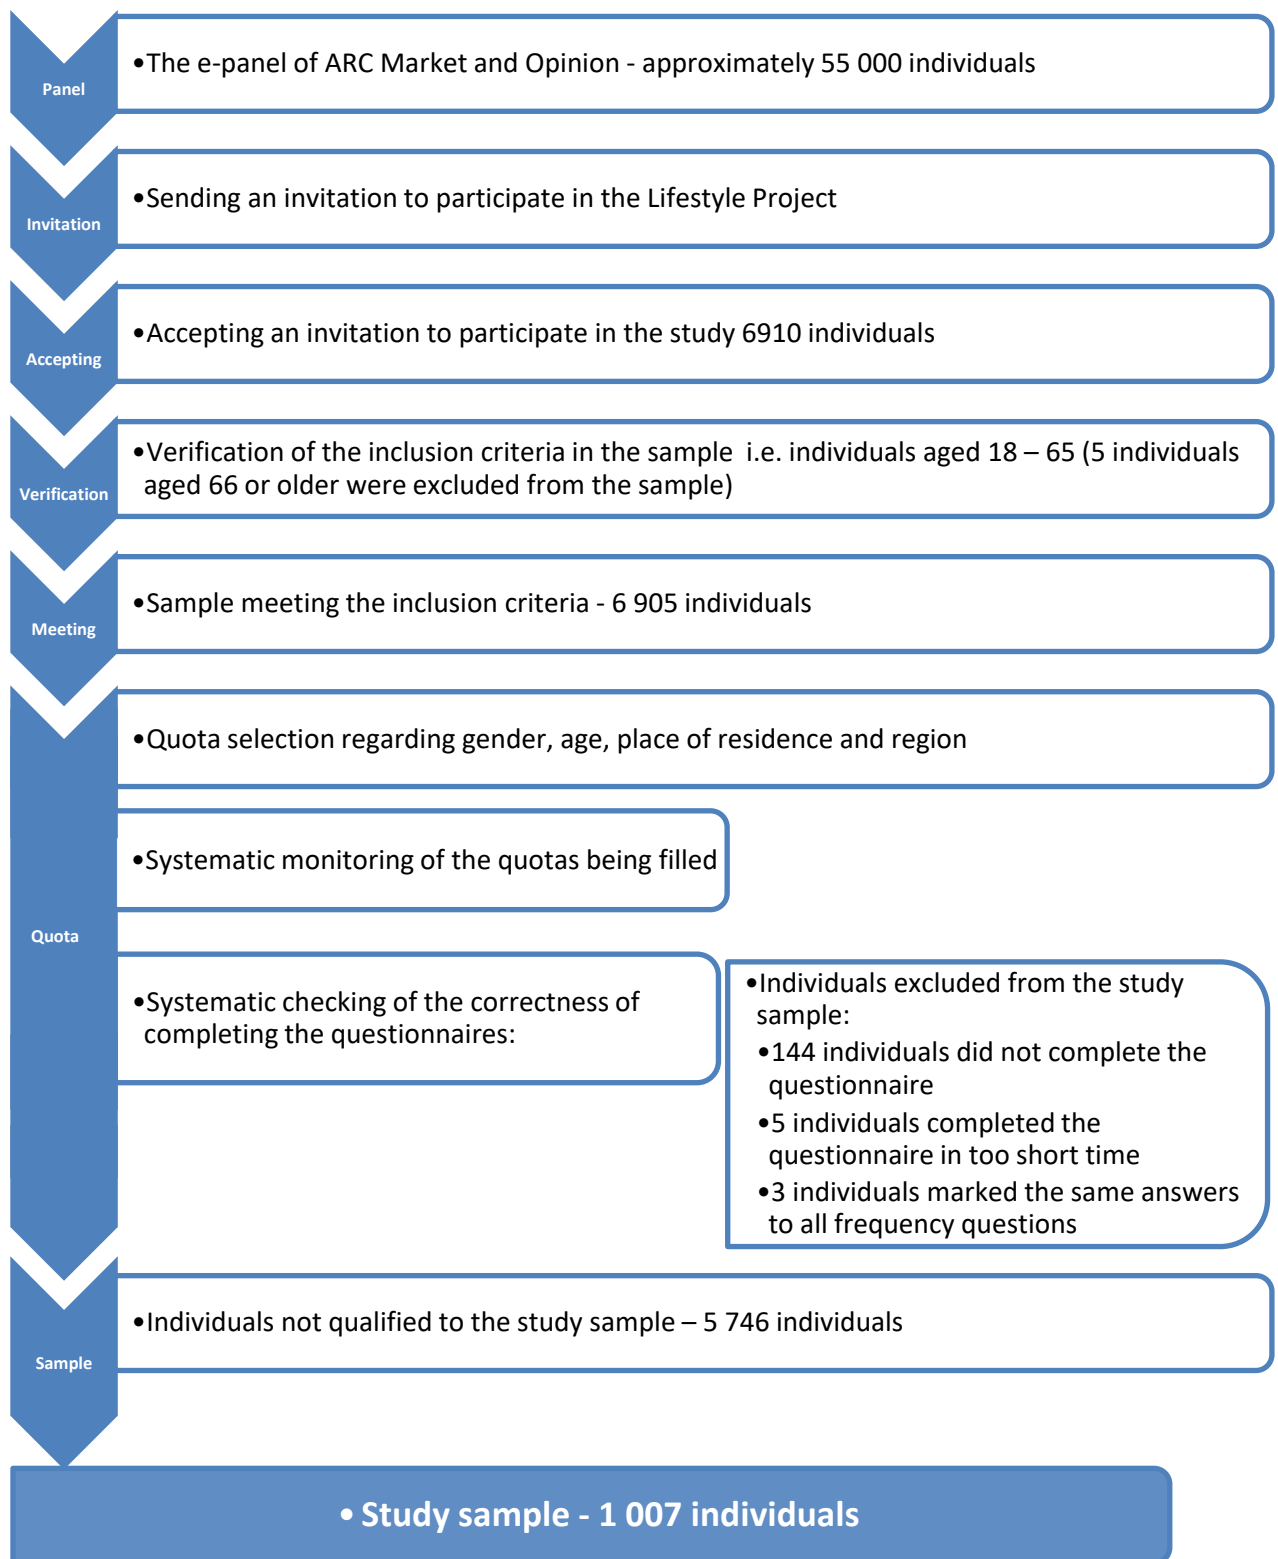 Panel
•The e-panel of ARC Market and Opinion - approximately 55 000 individuals
Invitation
•Sending an invitation to participate in the Lifestyle Project
Accepting
•Accepting an invitation to participate in the study 6910 individuals
Verification
•Verification of the inclusion criteria in the sample i.e. individuals aged 18 – 65 (5 individuals
aged 66 or older were excluded from the sample)
Meeting
•Sample meeting the inclusion criteria - 6 905 individuals
Quota
•Quota selection regarding gender, age, place of residence and region
•Systematic monitoring of the quotas being filled
•Systematic checking of the correctness of
completing the questionnaires:
•Individuals excluded from the study
sample:
•144 individuals did not complete the
questionnaire
•5 individuals completed the
questionnaire in too short time
•3 individuals marked the same answers
to all frequency questions
Sample
•Individuals not qualified to the study sample – 5 746 individuals
• Study sample - 1 007 individuals